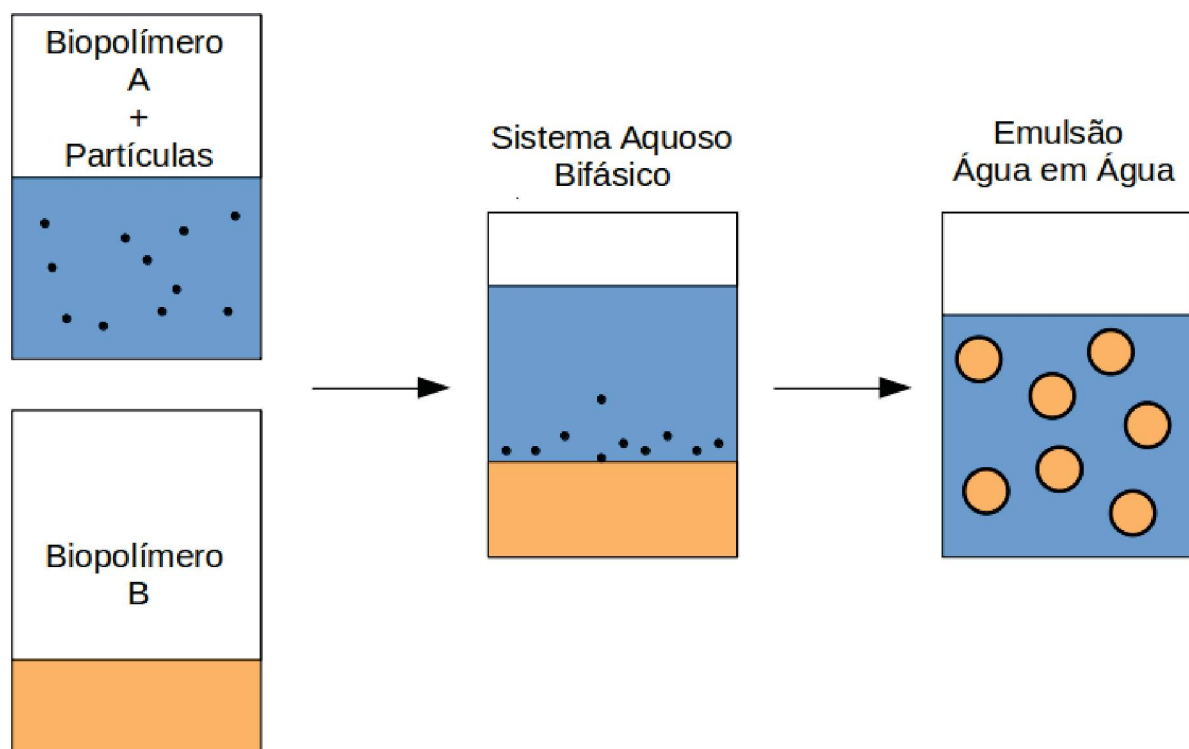 Biopolímero
A
+
Partículas
Biopolímero
B
Sistema Aquoso
Bifásico
Emulsão
Água em Água